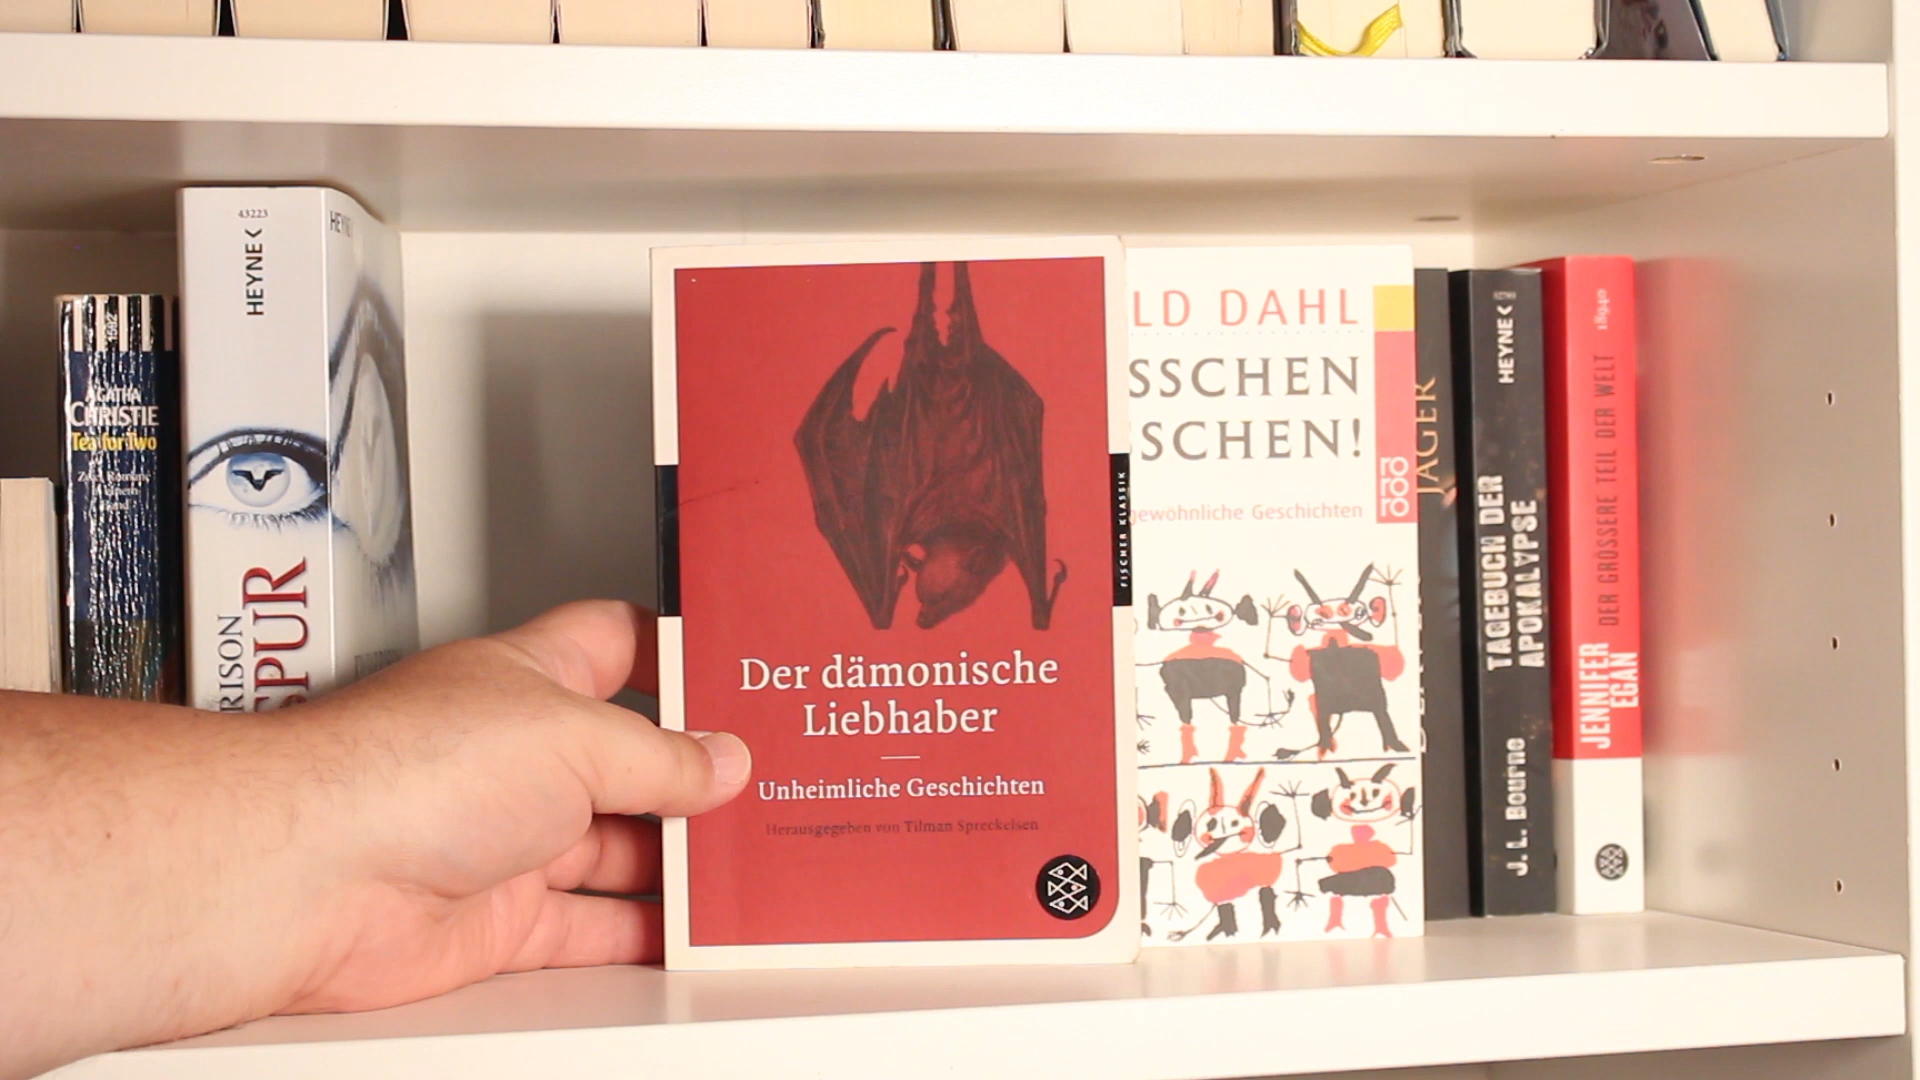 AGATHA
CHRISTIE
Tea for Two
43223
HEYNE <
RISON
SPUR
Der dämonische
Liebhaber
Unheimliche Geschichten
Herausgegeben von Tilman Spreckelsen
FISCHER KLASSIK
LD DAHL
SSCHEN
SCHEN!
gewöhnliche Geschichten
rororo
JÄGER
HEYNE <
TAGEBUCH DER
APOKALYPSE
J.L. Bourne
18940
DER GRÖSSERE TEIL DER WELT
JENNIFER
EGAN